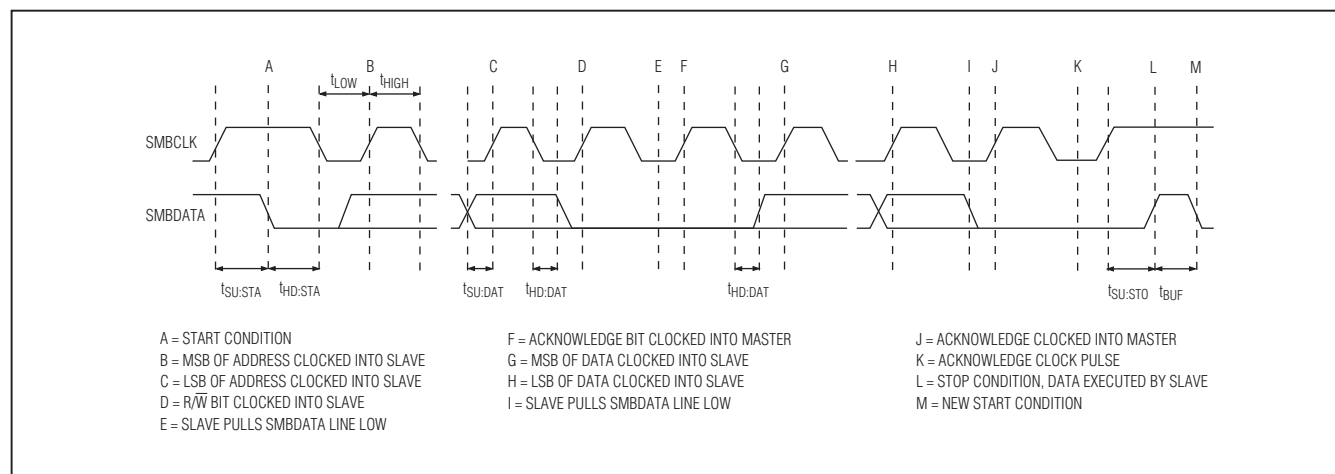 A B C D E F G H I J K L M
tLOW tHIGH
SMBCLK
SMBDATA
tSU:STA tHD:STA tSU:DAT tHD:DAT tHD:DAT tSU:STO tBUF
A = START CONDITION
B = MSB OF ADDRESS CLOCKED INTO SLAVE
C = LSB OF ADDRESS CLOCKED INTO SLAVE
D = R/W̅ BIT CLOCKED INTO SLAVE
E = SLAVE PULLS SMBDATA LINE LOW
F = ACKNOWLEDGE BIT CLOCKED INTO MASTER
G = MSB OF DATA CLOCKED INTO SLAVE
H = LSB OF DATA CLOCKED INTO SLAVE
I = SLAVE PULLS SMBDATA LINE LOW
J = ACKNOWLEDGE CLOCKED INTO MASTER
K = ACKNOWLEDGE CLOCK PULSE
L = STOP CONDITION, DATA EXECUTED BY SLAVE
M = NEW START CONDITION